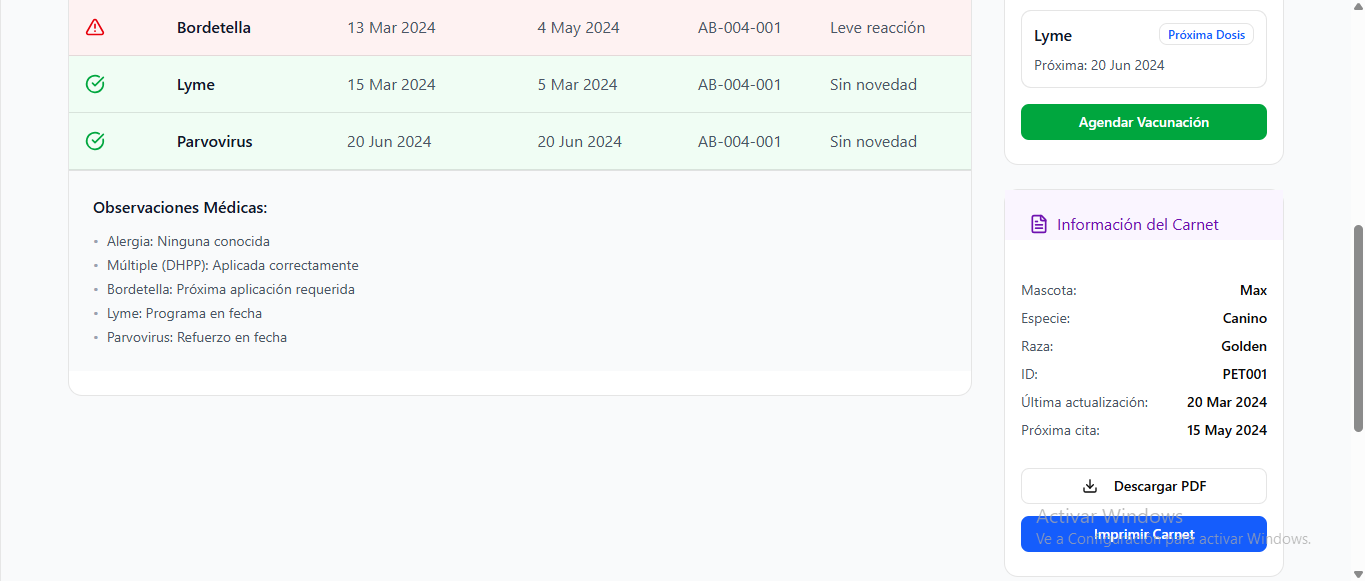 Bordetella 13 Mar 2024 4 May 2024 AB-004-001 Leve reacción
Lyme 15 Mar 2024 5 Mar 2024 AB-004-001 Sin novedad
Parvovirus 20 Jun 2024 20 Jun 2024 AB-004-001 Sin novedad
Observaciones Médicas:
• Alergia: Ninguna conocida
• Múltiple (DHPP): Aplicada correctamente
• Bordetella: Próxima aplicación requerida
• Lyme: Programa en fecha
• Parvovirus: Refuerzo en fecha
Lyme Próxima Dosis
Próxima: 20 Jun 2024
Agendar Vacunación
Información del Carnet
Mascota: Max
Especie: Canino
Raza: Golden
ID: PET001
Última actualización: 20 Mar 2024
Próxima cita: 15 May 2024
Descargar PDF
Imprimir Carnet
Activar Windows
Ve a Configuración para activar Windows.